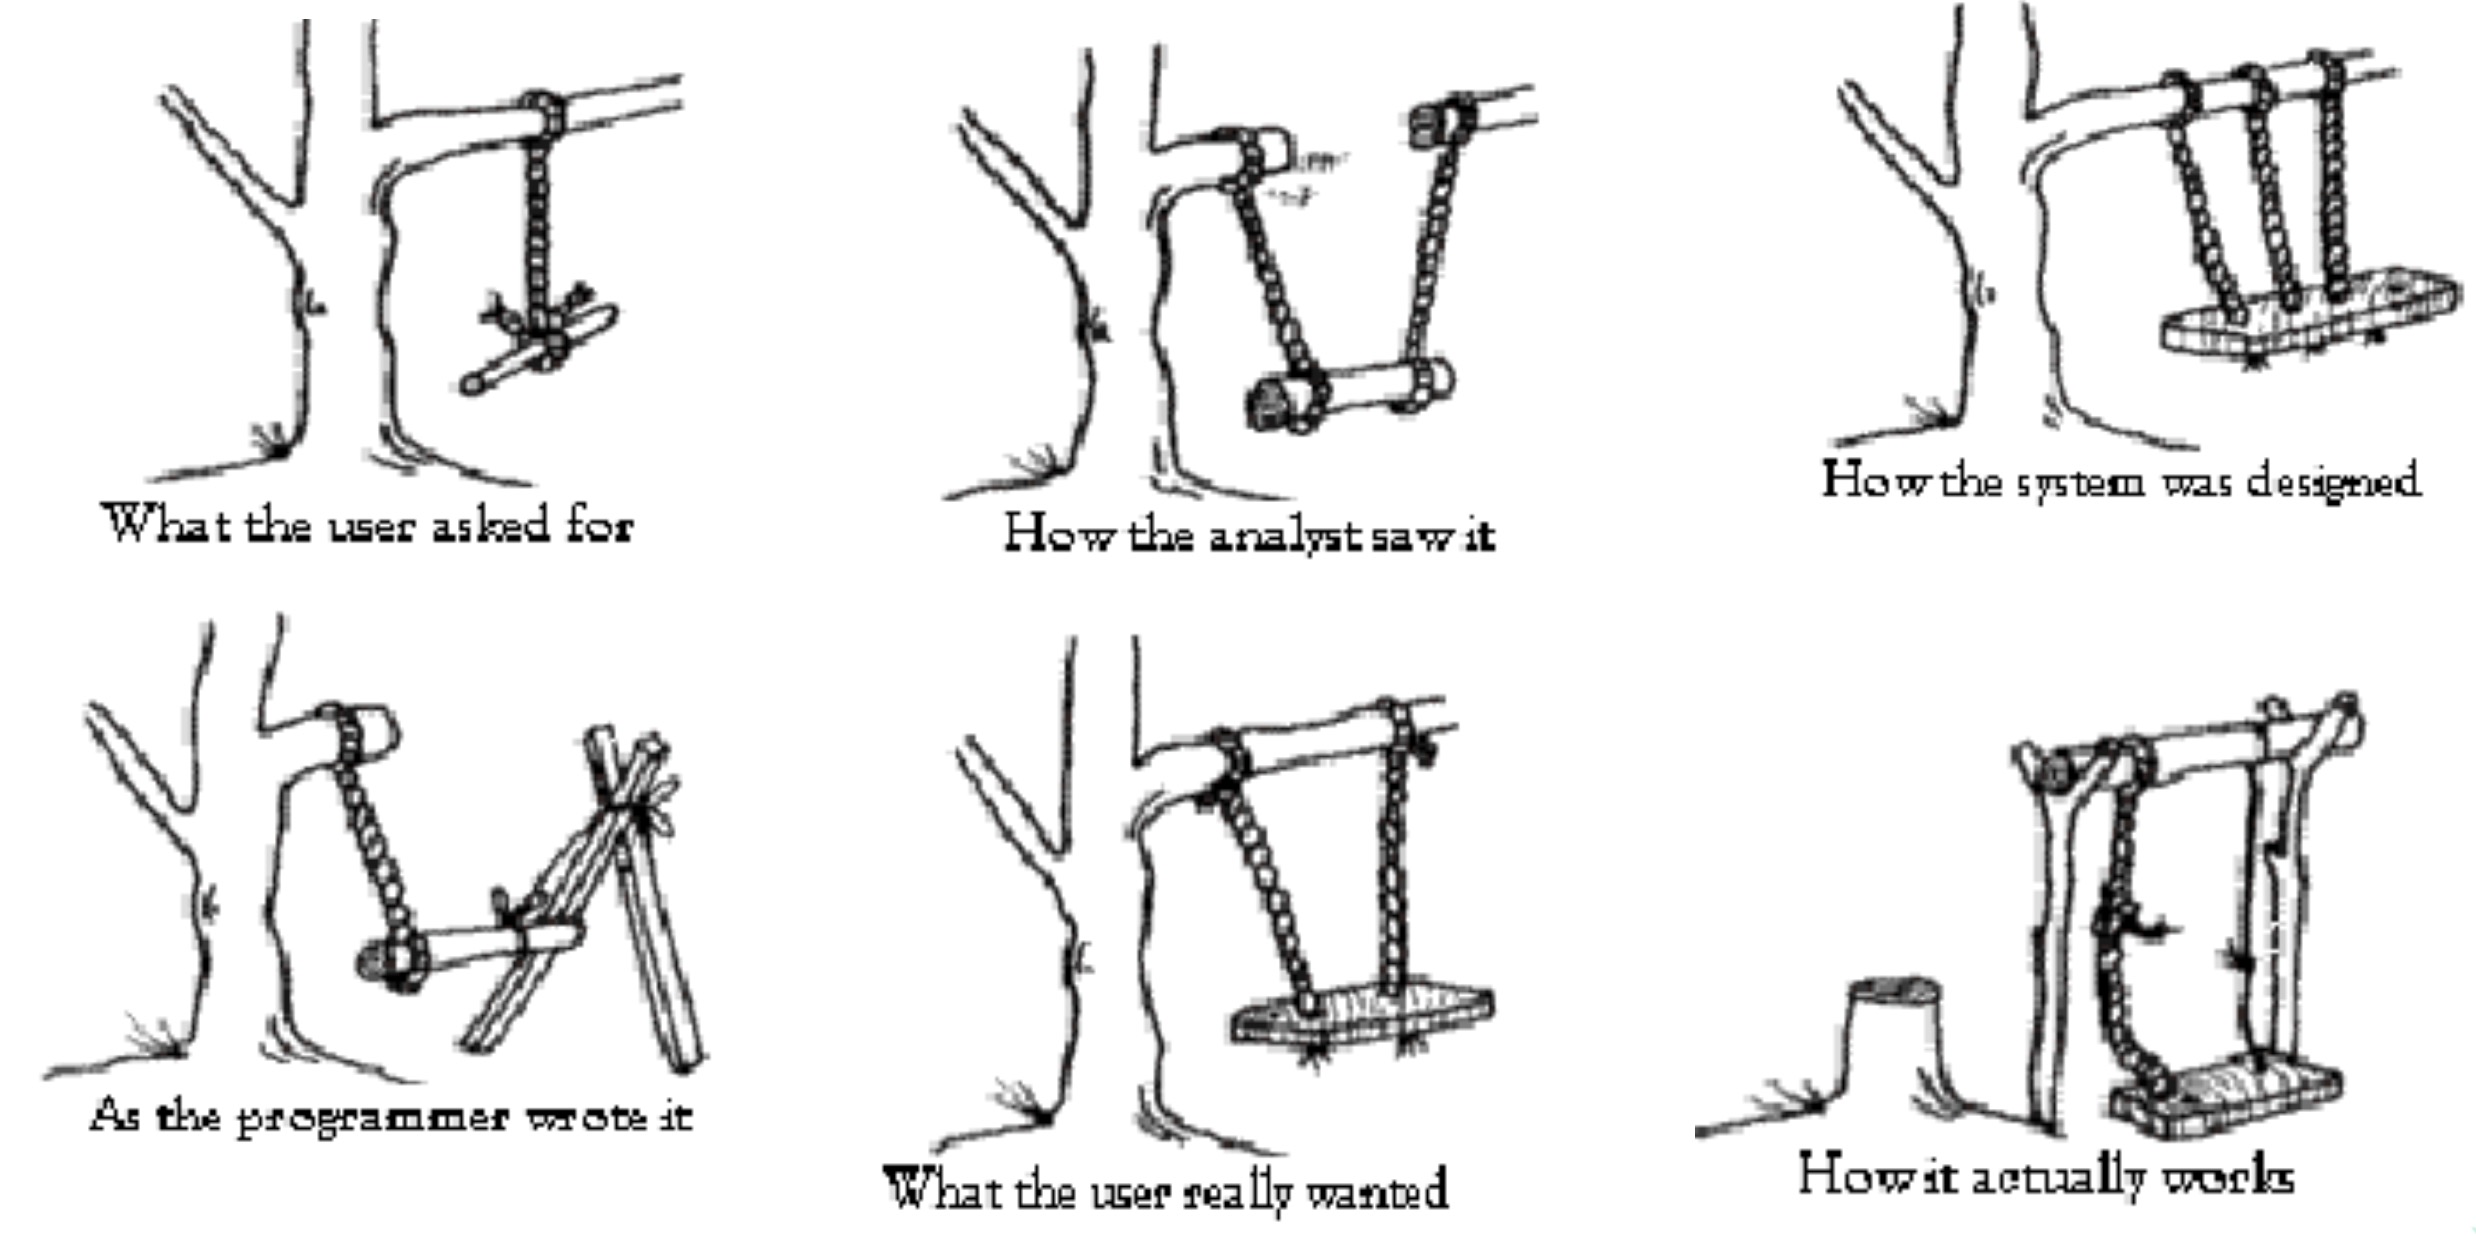 What the user asked for
How the analyst saw it
How the system was designed
As the programmer wrote it
What the user really wanted
How it actually works